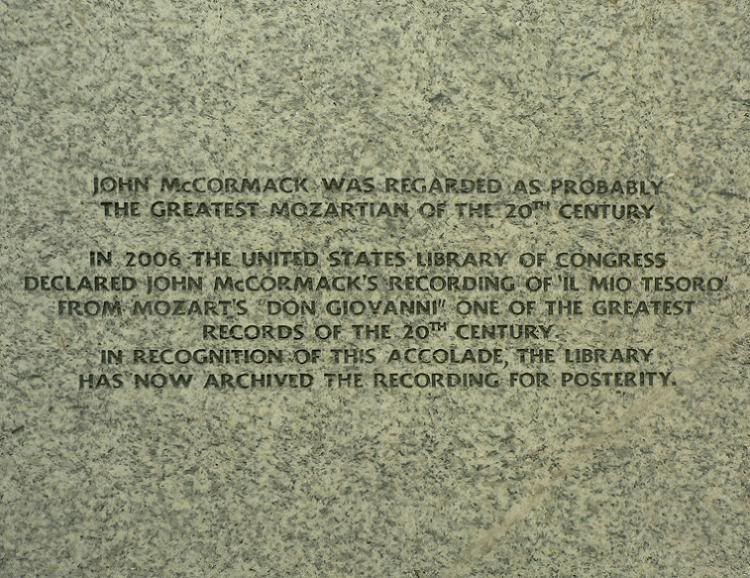 JOHN McCORMACK WAS REGARDED AS PROBABLY
THE GREATEST MOZARTIAN OF THE 20TH CENTURY
IN 2006 THE UNITED STATES LIBRARY OF CONGRESS
DECLARED JOHN McCORMACK'S RECORDING OF 'IL MIO TESORO'
FROM MOZART'S "DON GIOVANNI" ONE OF THE GREATEST
RECORDS OF THE 20TH CENTURY.
IN RECOGNITION OF THIS ACCOLADE, THE LIBRARY
HAS NOW ARCHIVED THE RECORDING FOR POSTERITY.